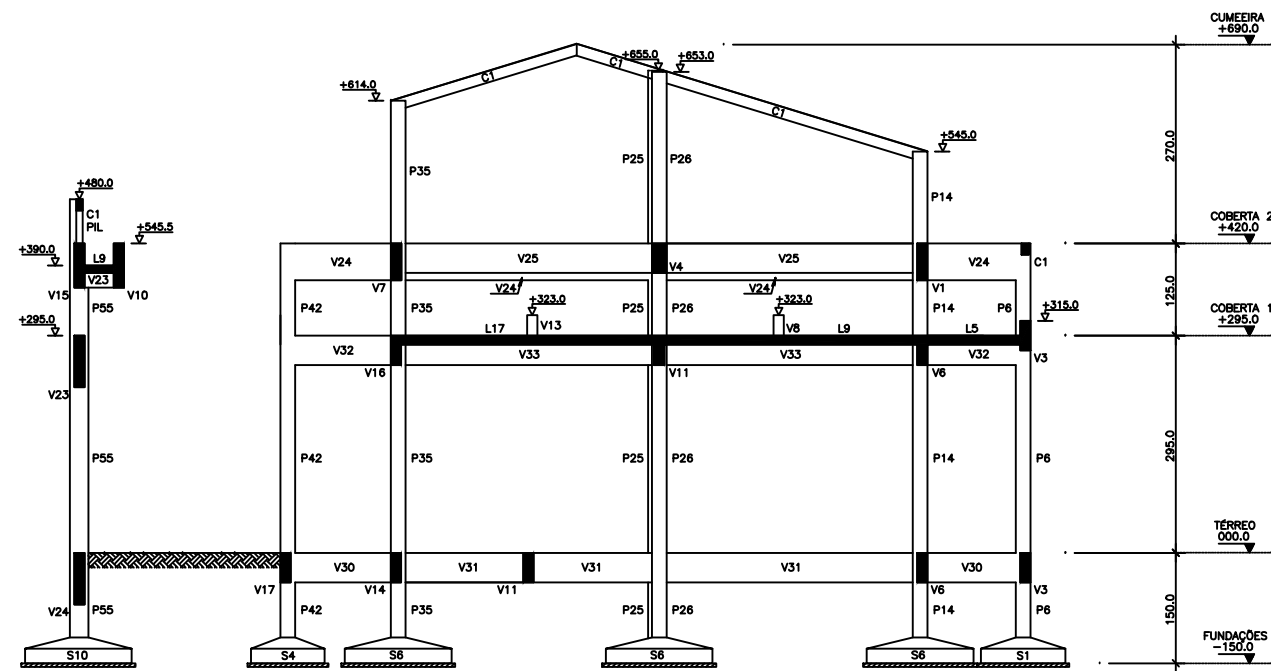 CUMEEIRA
+690.0
+655.0
+653.0
C1
C1
+614.0
C1
+545.0
270.0
P35
P25
P26
P14
+480.0
C1
PIL
+545.5
COBERTA 2
+420.0
+390.0
L9
V23
V15
P55
V10
V24
V25
V4
V25
V24
C1
V7
V24
V24
V1
P42
P35
P25
P26
P14
P6
125.0
+323.0
+323.0
+315.0
+295.0
COBERTA 1
+295.0
L17
V13
V8
L9
L5
V32
V33
V33
V32
V3
V16
V11
V6
V23
P55
P42
P35
P25
P26
P14
P6
295.0
TÉRREO
000.0
V30
V31
V31
V31
V30
V17
V14
V11
V6
V3
V24
P55
P42
P35
P25
P26
P14
P6
150.0
FUNDAÇÕES
-150.0
S10
S4
S6
S6
S6
S1